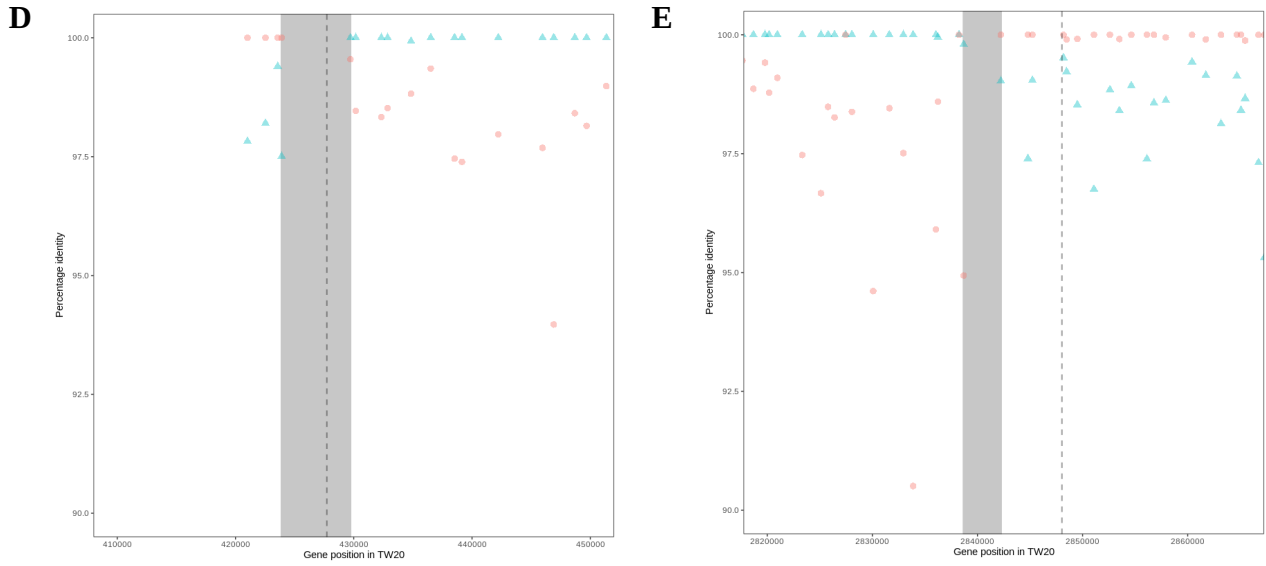 D
100.0
97.5
95.0
92.5
90.0
Percentage identity
410000 420000 430000 440000 450000
Gene position in TW20
E
100.0
97.5
95.0
92.5
90.0
Percentage identity
2820000 2830000 2840000 2850000 2860000
Gene position in TW20